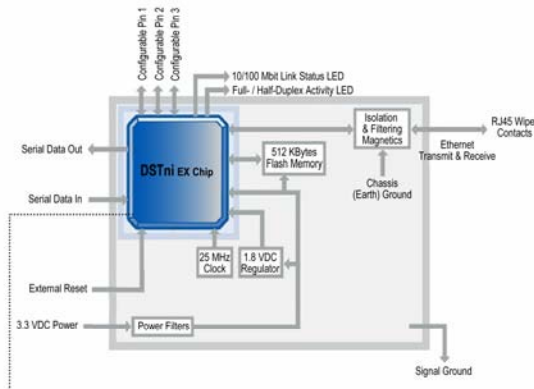 Configurable Pin 1
Configurable Pin 2
Configurable Pin 3
10/100 Mbit Link Status LED
Full- / Half-Duplex Activity LED
Serial Data Out
DSTni EX Chip
512 KBytes
Flash Memory
Isolation
& Filtering
Magnetics
RJ45 Wipe
Contacts
Ethernet
Transmit & Receive
Chassis
(Earth) Ground
Serial Data In
25 MHz
Clock
1.8 VDC
Regulator
External Reset
3.3 VDC Power
Power Filters
Signal Ground